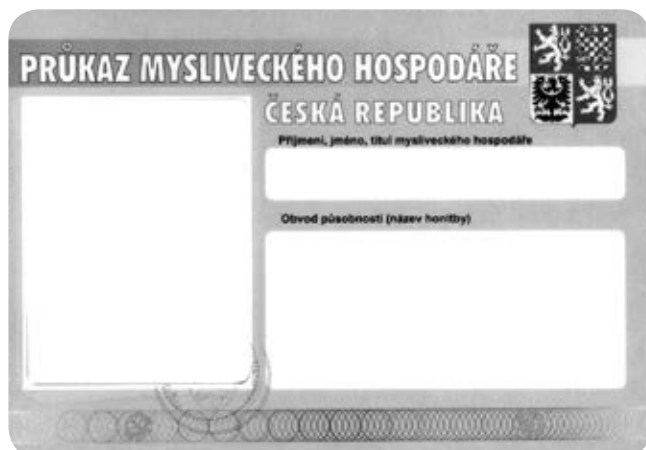 PRŮKAZ MYSLIVECKÉHO HOSPODÁŘE
ČESKÁ REPUBLIKA
Příjmení, jméno, titul mysliveckého hospodáře
Obvod působnosti (název honitby)